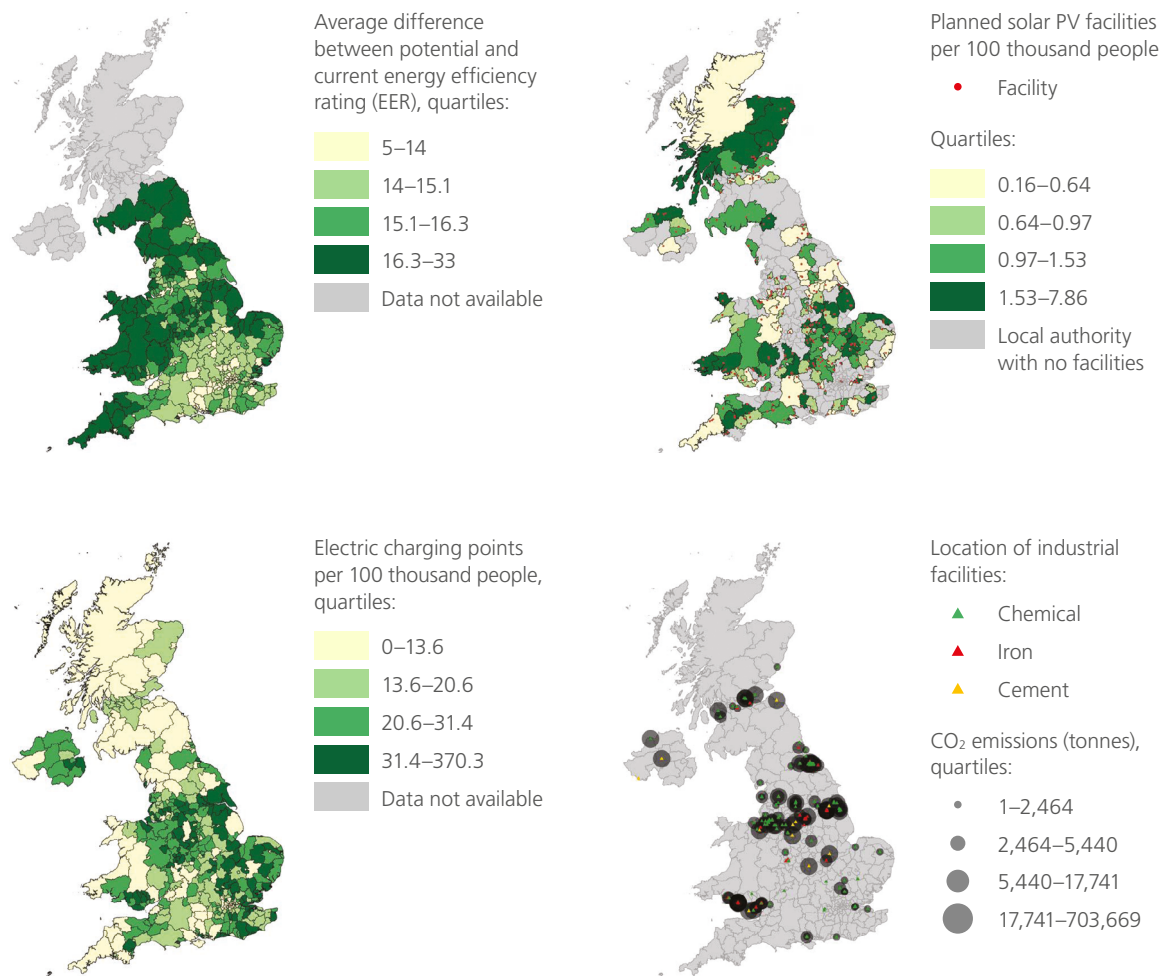 Average difference
between potential and
current energy efficiency
rating (EER), quartiles:
5–14
14–15.1
15.1–16.3
16.3–33
Data not available
Planned solar PV facilities
per 100 thousand people
Facility
Quartiles:
0.16–0.64
0.64–0.97
0.97–1.53
1.53–7.86
Local authority
with no facilities
Electric charging points
per 100 thousand people,
quartiles:
0–13.6
13.6–20.6
20.6–31.4
31.4–370.3
Data not available
Location of industrial
facilities:
Chemical
Iron
Cement
CO₂ emissions (tonnes),
quartiles:
1–2,464
2,464–5,440
5,440–17,741
17,741–703,669